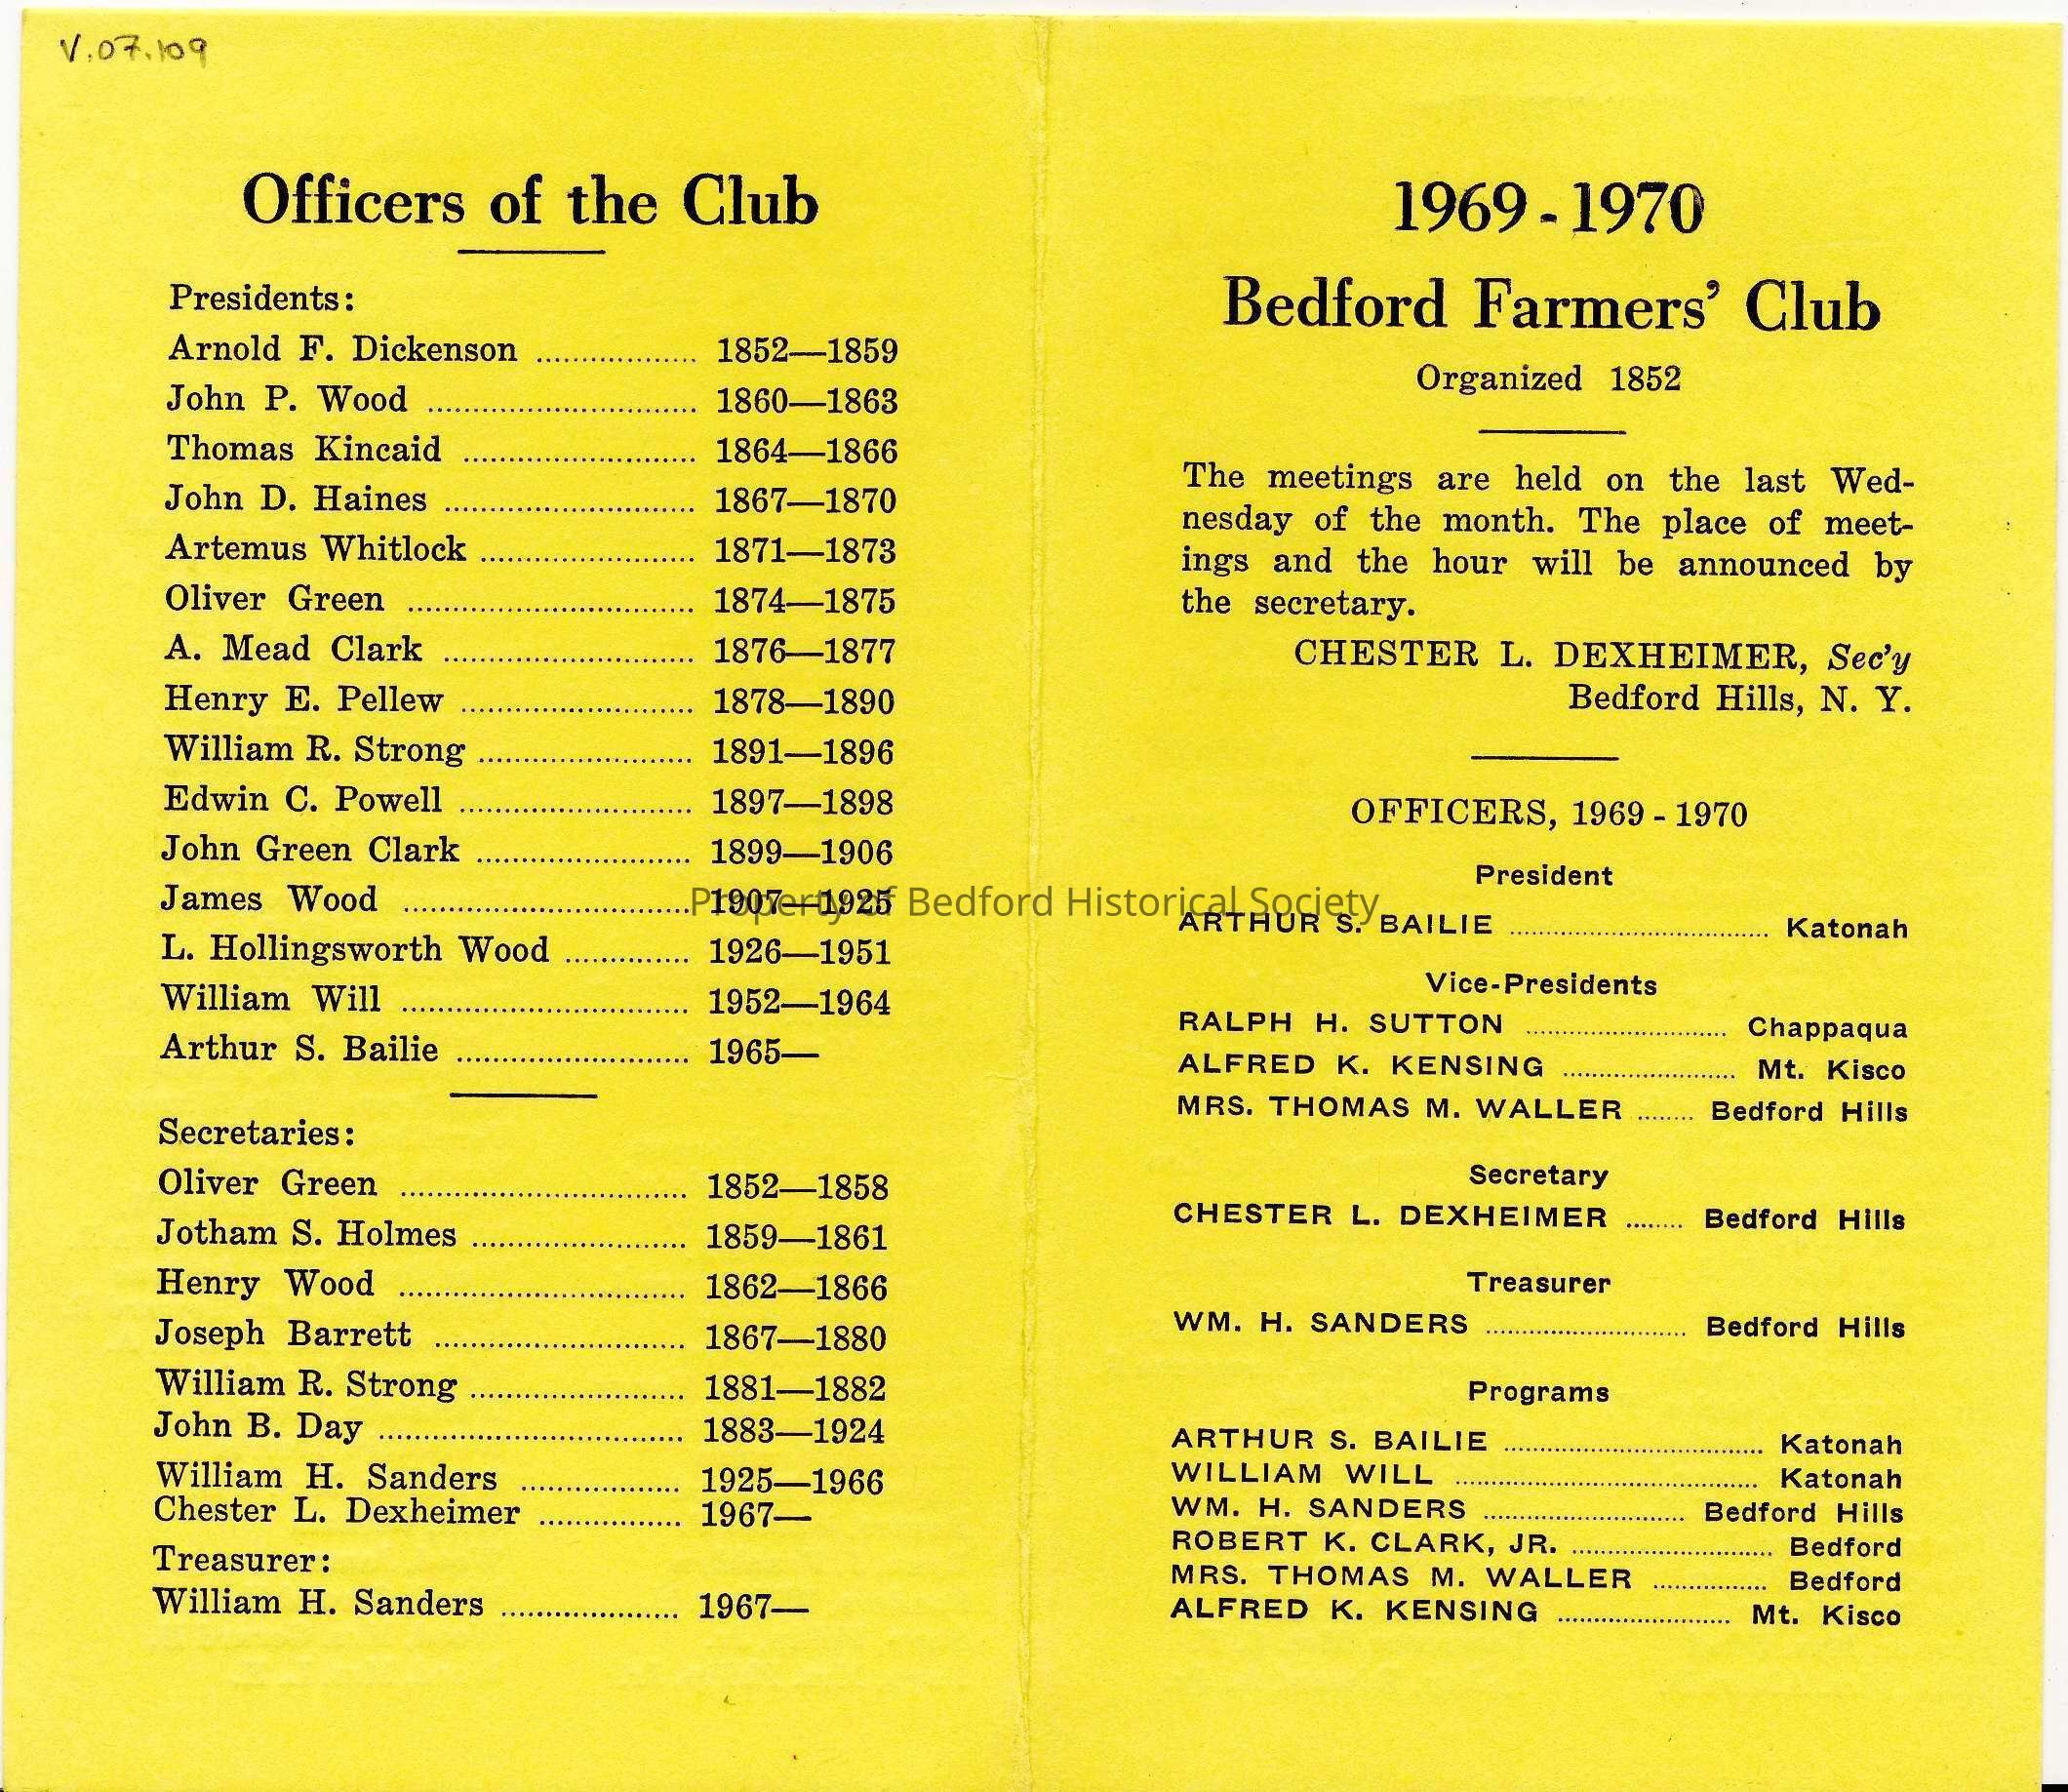 V.07.109
Officers of the Club
Presidents:
Arnold F. Dickenson .................. 1852—1859
John P. Wood .............................. 1860—1863
Thomas Kincaid .......................... 1864—1866
John D. Haines ............................ 1867—1870
Artemus Whitlock ........................ 1871—1873
Oliver Green ................................ 1874—1875
A. Mead Clark ............................ 1876—1877
Henry E. Pellew .......................... 1878—1890
William R. Strong ........................ 1891—1896
Edwin C. Powell .......................... 1897—1898
John Green Clark ........................ 1899—1906
James Wood ................................ 1907—1925
L. Hollingsworth Wood .............. 1926—1951
William Will ................................ 1952—1964
Arthur S. Bailie .......................... 1965—
Secretaries:
Oliver Green ................................ 1852—1858
Jotham S. Holmes ........................ 1859—1861
Henry Wood ................................ 1862—1866
Joseph Barrett ............................ 1867—1880
William R. Strong ........................ 1881—1882
John B. Day .................................. 1883—1924
William H. Sanders .................. 1925—1966
Chester L. Dexheimer ................ 1967—
Treasurer:
William H. Sanders .................... 1967—
Property of Bedford Historical Society
1969-1970
Bedford Farmers' Club
Organized 1852
The meetings are held on the last Wed-
nesday of the month. The place of meet-
ings and the hour will be announced by
the secretary.
CHESTER L. DEXHEIMER, Sec'y
Bedford Hills, N. Y.
OFFICERS, 1969 - 1970
President
ARTHUR S. BAILIE .................................... Katonah
Vice-Presidents
RALPH H. SUTTON ............................ Chappaqua
ALFRED K. KENSING ........................ Mt. Kisco
MRS. THOMAS M. WALLER ........ Bedford Hills
Secretary
CHESTER L. DEXHEIMER ........ Bedford Hills
Treasurer
WM. H. SANDERS ............................ Bedford Hills
Programs
ARTHUR S. BAILIE .................................... Katonah
WILLIAM WILL .......................................... Katonah
WM. H. SANDERS ............................ Bedford Hills
ROBERT K. CLARK, JR. ............................ Bedford
MRS. THOMAS M. WALLER ................ Bedford
ALFRED K. KENSING ........................ Mt. Kisco